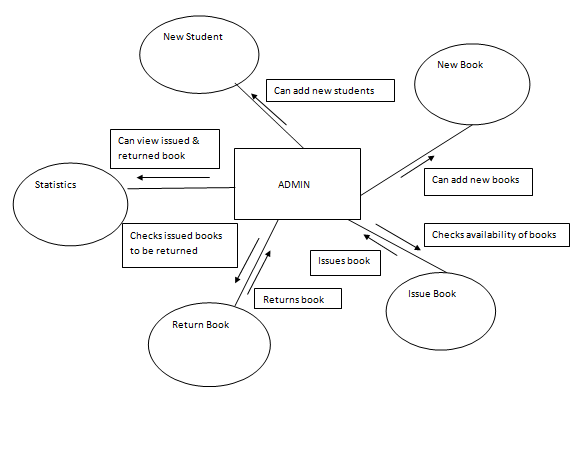 New Student
New Book
Can add new students
Can view issued &
returned book
ADMIN
Statistics
Can add new books
Checks issued books
to be returned
Checks availability of books
Issues book
Returns book
Issue Book
Return Book